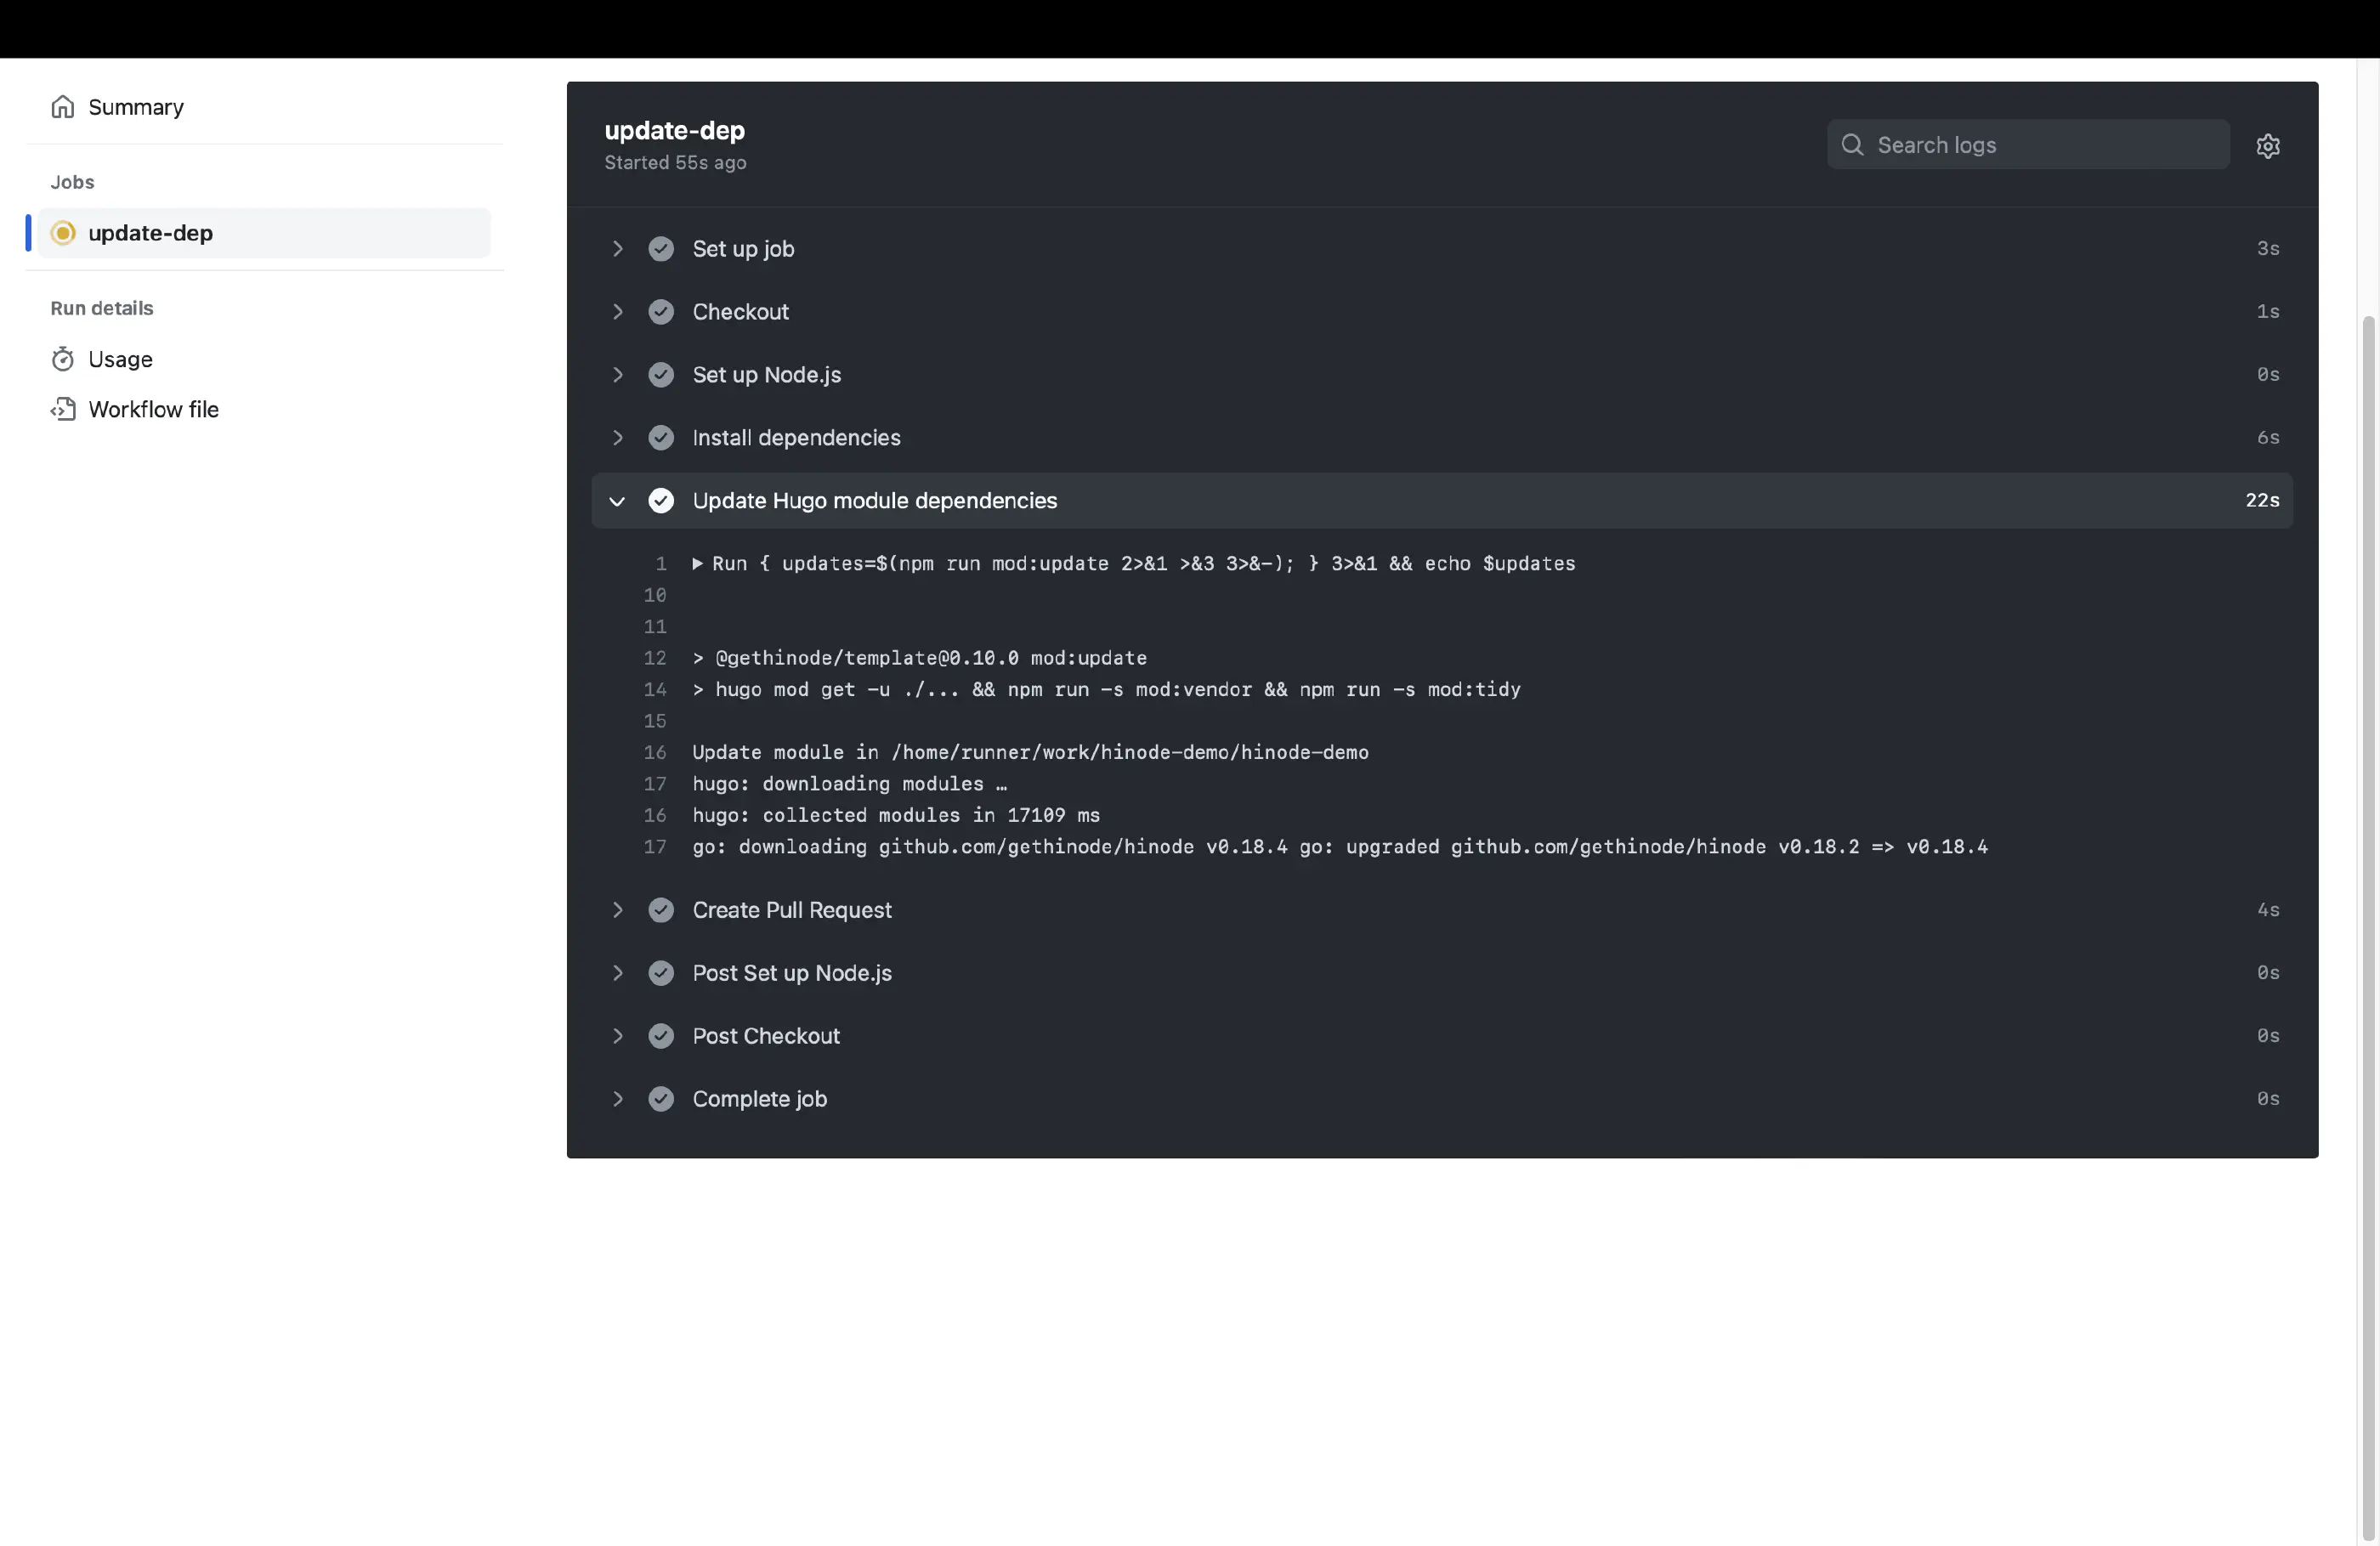 Summary
Jobs
update-dep
Run details
Usage
Workflow file
update-dep
Started 55s ago
Search logs
Set up job 3s
Checkout 1s
Set up Node.js 0s
Install dependencies 6s
Update Hugo module dependencies 22s
1 Run { updates=$(npm run mod:update 2>&1 >&3 3>&-); } 3>&1 && echo $updates
10
11
12 > @gethinode/template@0.10.0 mod:update
14 > hugo mod get -u ./... && npm run -s mod:vendor && npm run -s mod:tidy
15
16 Update module in /home/runner/work/hinode-demo/hinode-demo
17 hugo: downloading modules …
16 hugo: collected modules in 17109 ms
17 go: downloading github.com/gethinode/hinode v0.18.4 go: upgraded github.com/gethinode/hinode v0.18.2 => v0.18.4
Create Pull Request 4s
Post Set up Node.js 0s
Post Checkout 0s
Complete job 0s